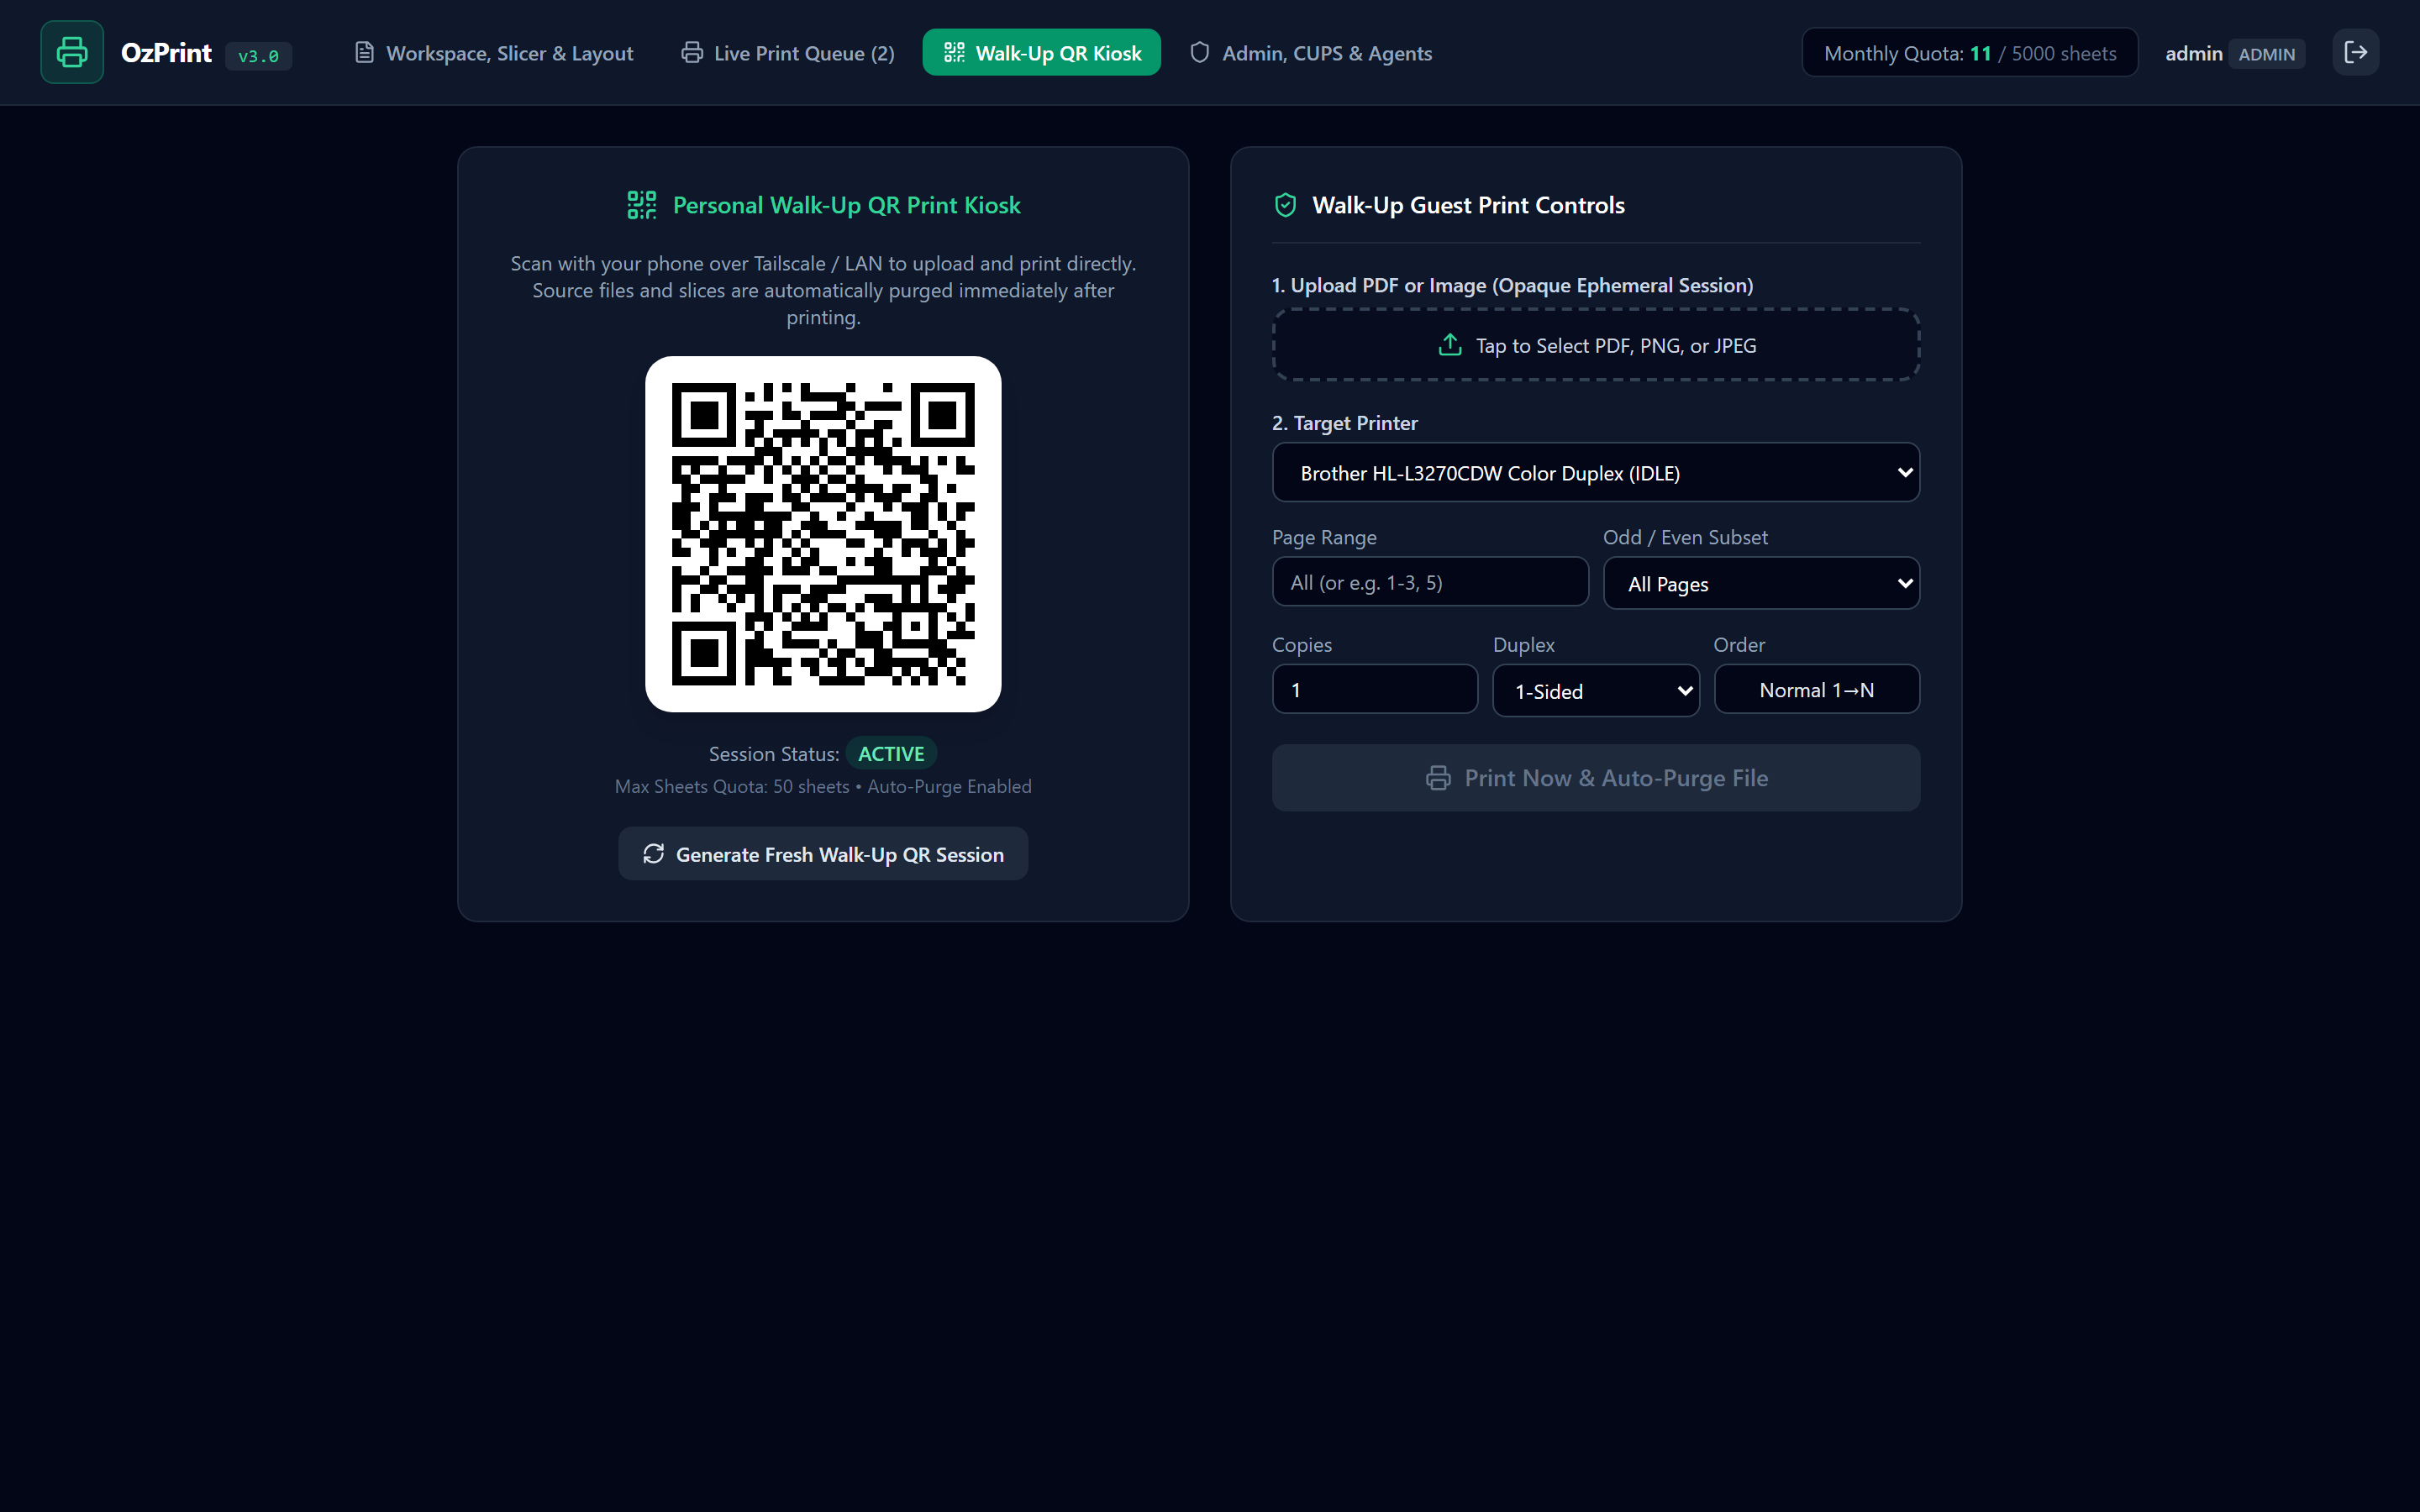 OzPrint v3.0
Workspace, Slicer & Layout
Live Print Queue (2)
Walk-Up QR Kiosk
Admin, CUPS & Agents
Monthly Quota: 11 / 5000 sheets
admin ADMIN
Personal Walk-Up QR Print Kiosk
Scan with your phone over Tailscale / LAN to upload and print directly.
Source files and slices are automatically purged immediately after
printing.
Session Status: ACTIVE
Max Sheets Quota: 50 sheets • Auto-Purge Enabled
Generate Fresh Walk-Up QR Session
Walk-Up Guest Print Controls
1. Upload PDF or Image (Opaque Ephemeral Session)
Tap to Select PDF, PNG, or JPEG
2. Target Printer
Brother HL-L3270CDW Color Duplex (IDLE)
Page Range
All (or e.g. 1-3, 5)
Odd / Even Subset
All Pages
Copies
1
Duplex
1-Sided
Order
Normal 1→N
Print Now & Auto-Purge File